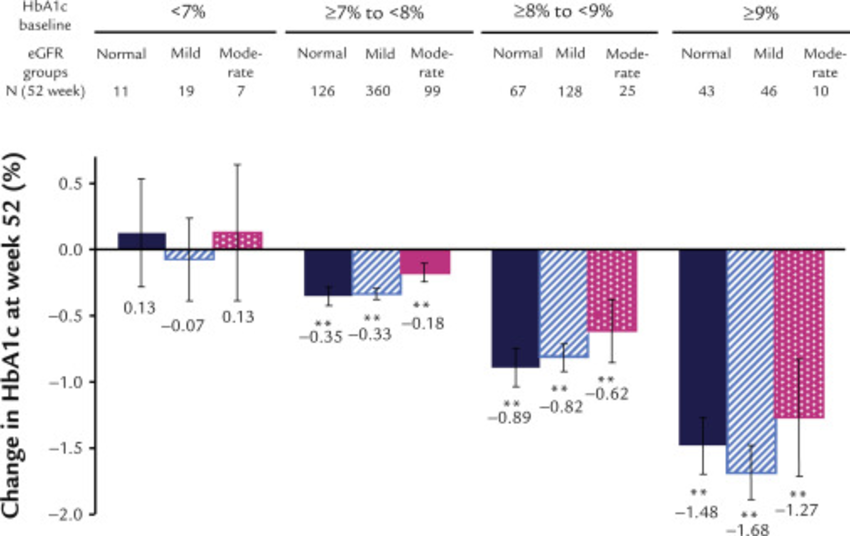 HbA1c baseline <7% ≥7% to <8% ≥8% to <9% ≥9%
eGFR groups Normal Mild Mode-rate Normal Mild Mode-rate Normal Mild Mode-rate Normal Mild Mode-rate
N (52 week) 11 19 7 126 360 99 67 128 25 43 46 10
Change in HbA1c at week 52 (%)
0.5
0.0
−0.5
−1.0
−1.5
−2.0
0.13 −0.07 0.13
** −0.35 ** −0.33 ** −0.18
** −0.89 ** −0.82 ** −0.62
** −1.48 ** −1.68 ** −1.27